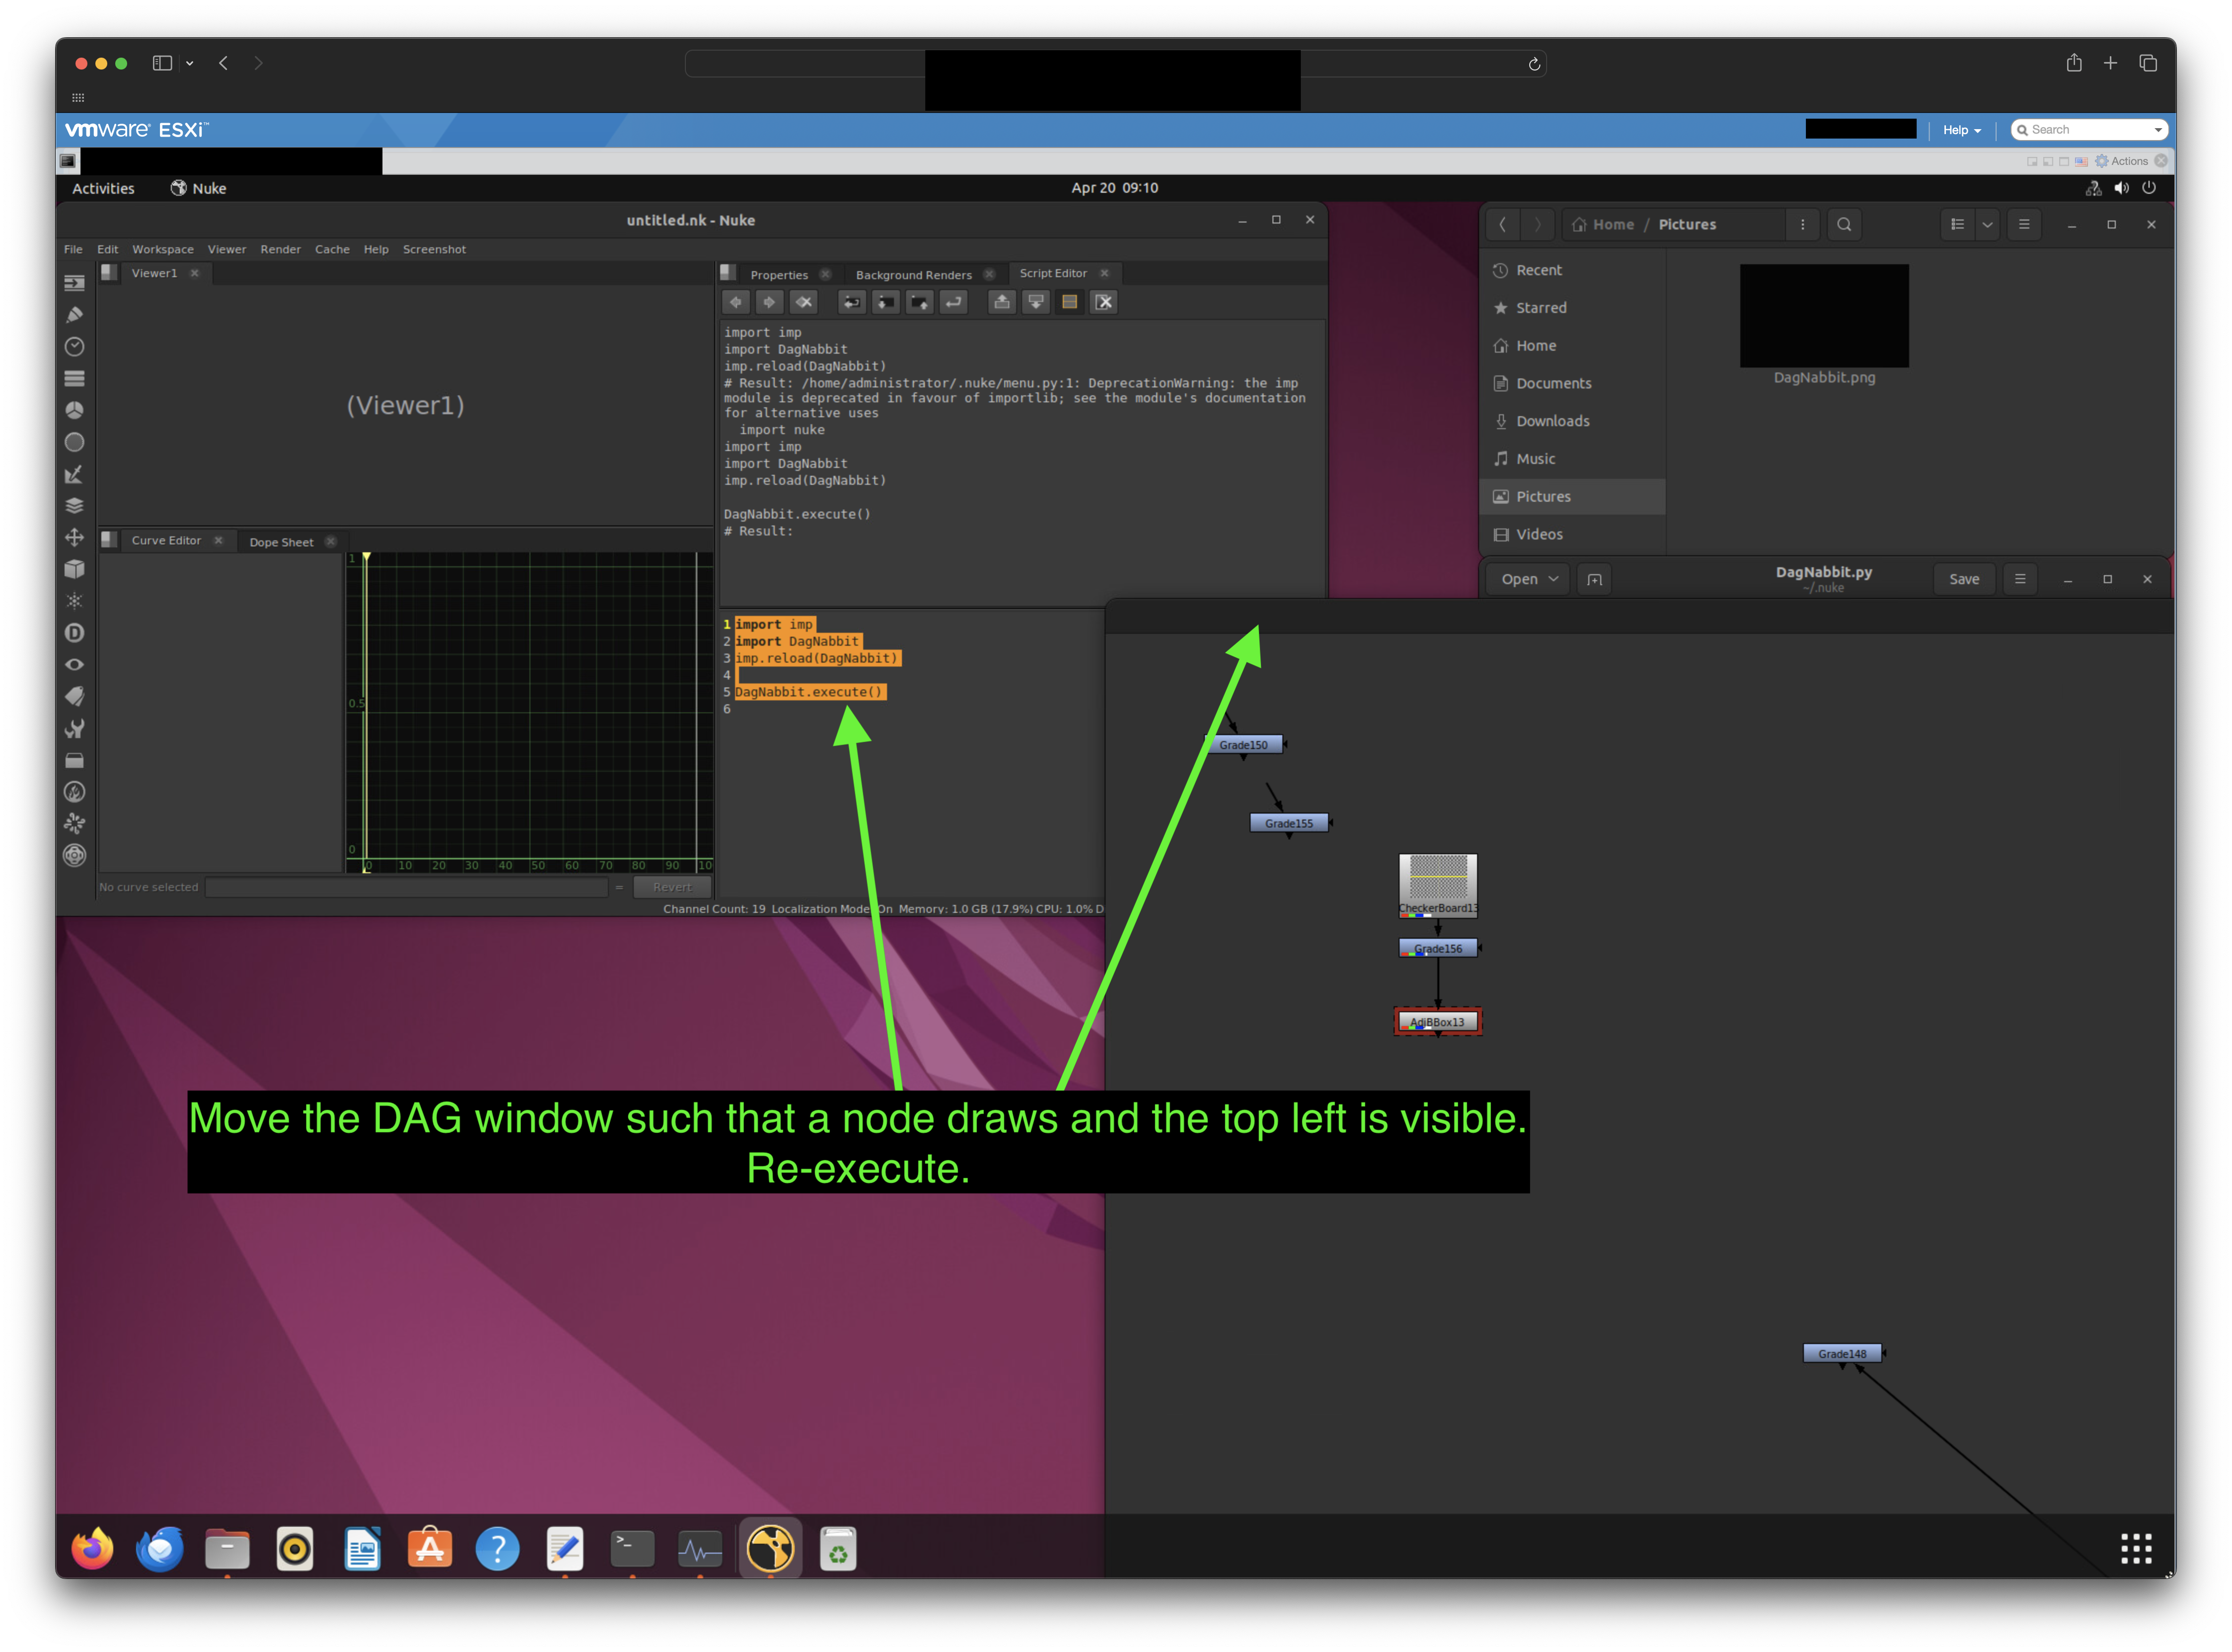 vmware® ESXi™
Help
Search
Actions
Activities
Nuke
Apr 20 09:10
untitled.nk - Nuke
File Edit Workspace Viewer Render Cache Help Screenshot
Viewer1
(Viewer1)
Properties Background Renders Script Editor
import imp
import DagNabbit
imp.reload(DagNabbit)
# Result: /home/administrator/.nuke/menu.py:1: DeprecationWarning: the imp
module is deprecated in favour of importlib; see the module's documentation
for alternative uses
import nuke
import imp
import DagNabbit
imp.reload(DagNabbit)
DagNabbit.execute()
# Result:
Curve Editor Dope Sheet
1
0.5
0
0 10 20 30 40 50 60 70 80 90 10
No curve selected = Revert
1 import imp
2 import DagNabbit
3 imp.reload(DagNabbit)
4
5 DagNabbit.execute()
6
Channel Count: 19 Localization Mode: On Memory: 1.0 GB (17.9%) CPU: 1.0% D
Home / Pictures
Recent
Starred
Home
Documents
Downloads
Music
Pictures
Videos
DagNabbit.png
Open
DagNabbit.py
~/.nuke
Save
Grade150
Grade155
CheckerBoard13
Grade156
AdjBBox13
Grade148
Move the DAG window such that a node draws and the top left is visible.
Re-execute.